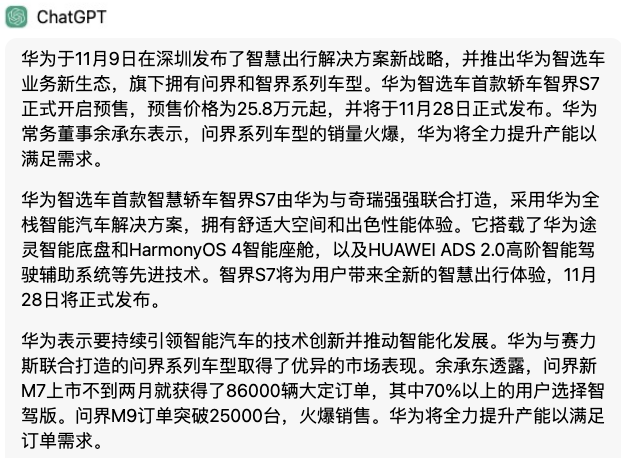 ChatGPT
华为于11月9日在深圳发布了智慧出行解决方案新战略，并推出华为智选车
业务新生态，旗下拥有问界和智界系列车型。华为智选车首款轿车智界S7
正式开启预售，预售价格为25.8万元起，并将于11月28日正式发布。华为
常务董事余承东表示，问界系列车型的销量火爆，华为将全力提升产能以
满足需求。
华为智选车首款智慧轿车智界S7由华为与奇瑞强强联合打造，采用华为全
栈智能汽车解决方案，拥有舒适大空间和出色性能体验。它搭载了华为途
灵智能底盘和HarmonyOS 4智能座舱，以及HUAWEI ADS 2.0高阶智能驾
驶辅助系统等先进技术。智界S7将为用户带来全新的智慧出行体验，11月
28日将正式发布。
华为表示要持续引领智能汽车的技术创新并推动智能化发展。华为与赛力
斯联合打造的问界系列车型取得了优异的市场表现。余承东透露，问界新
M7上市不到两月就获得了86000辆大定订单，其中70%以上的用户选择智
驾版。问界M9订单突破25000台，火爆销售。华为将全力提升产能以满足
订单需求。